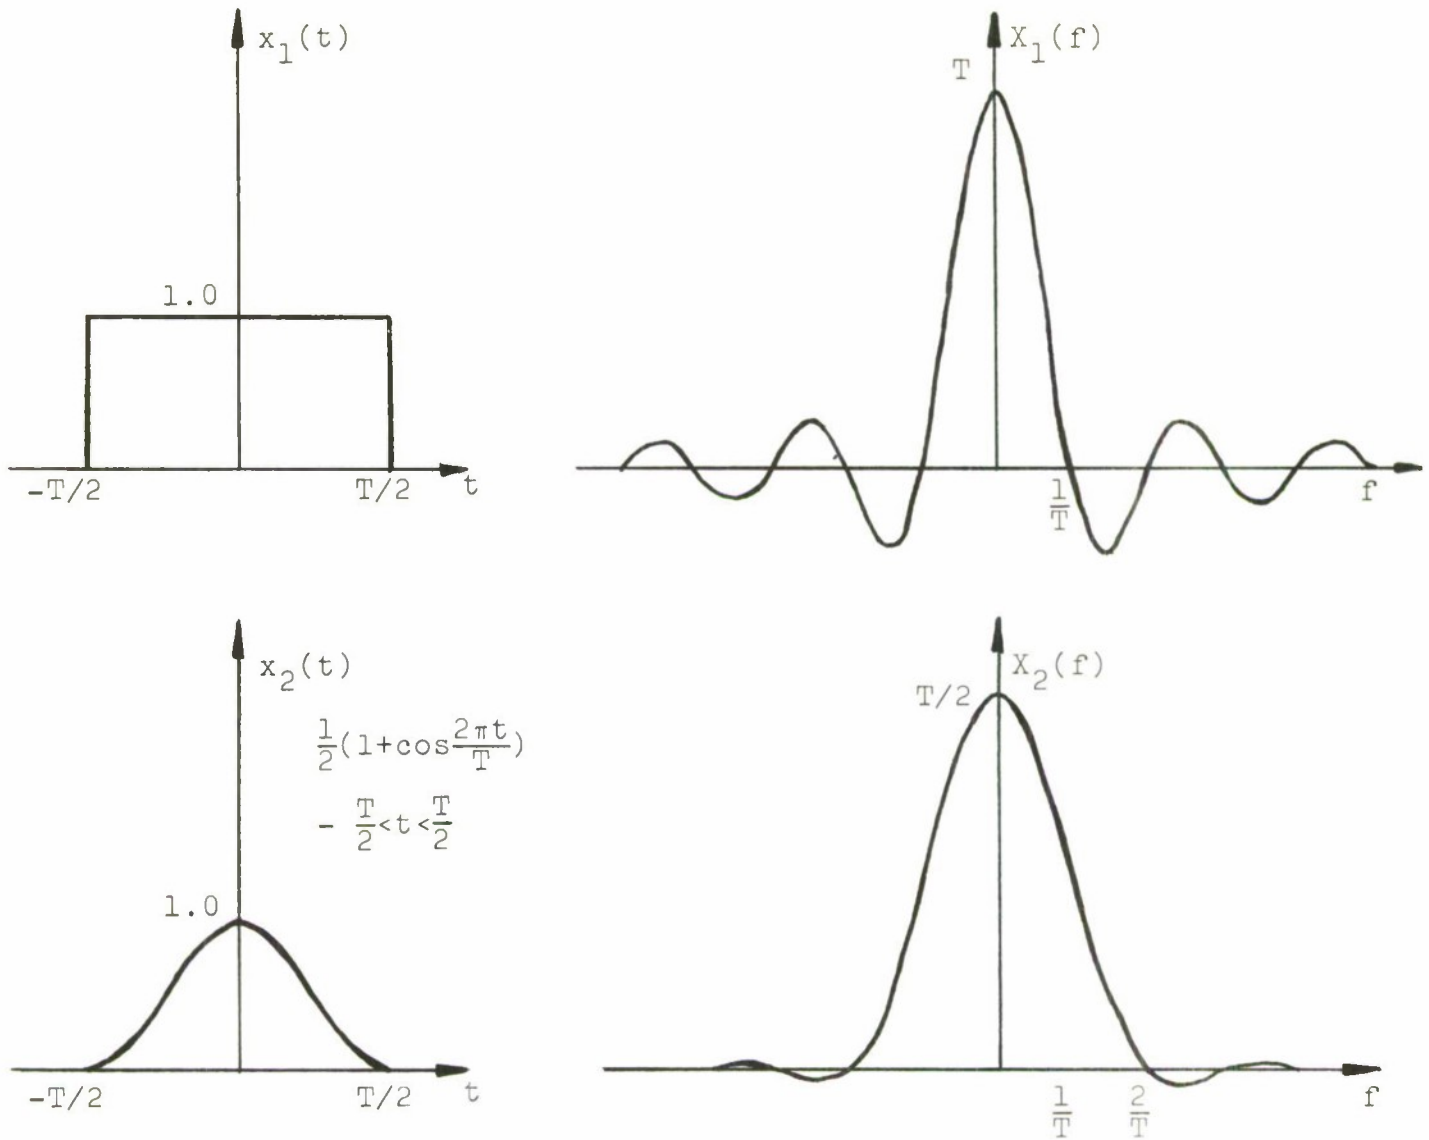 x₁(t)
1.0
-T/2
T/2
t
X₁(f)
T
1/T
f
x₂(t)
1/2(1+cos 2πt/T)
- T/2<t<T/2
1.0
-T/2
T/2
t
X₂(f)
T/2
1/T
2/T
f